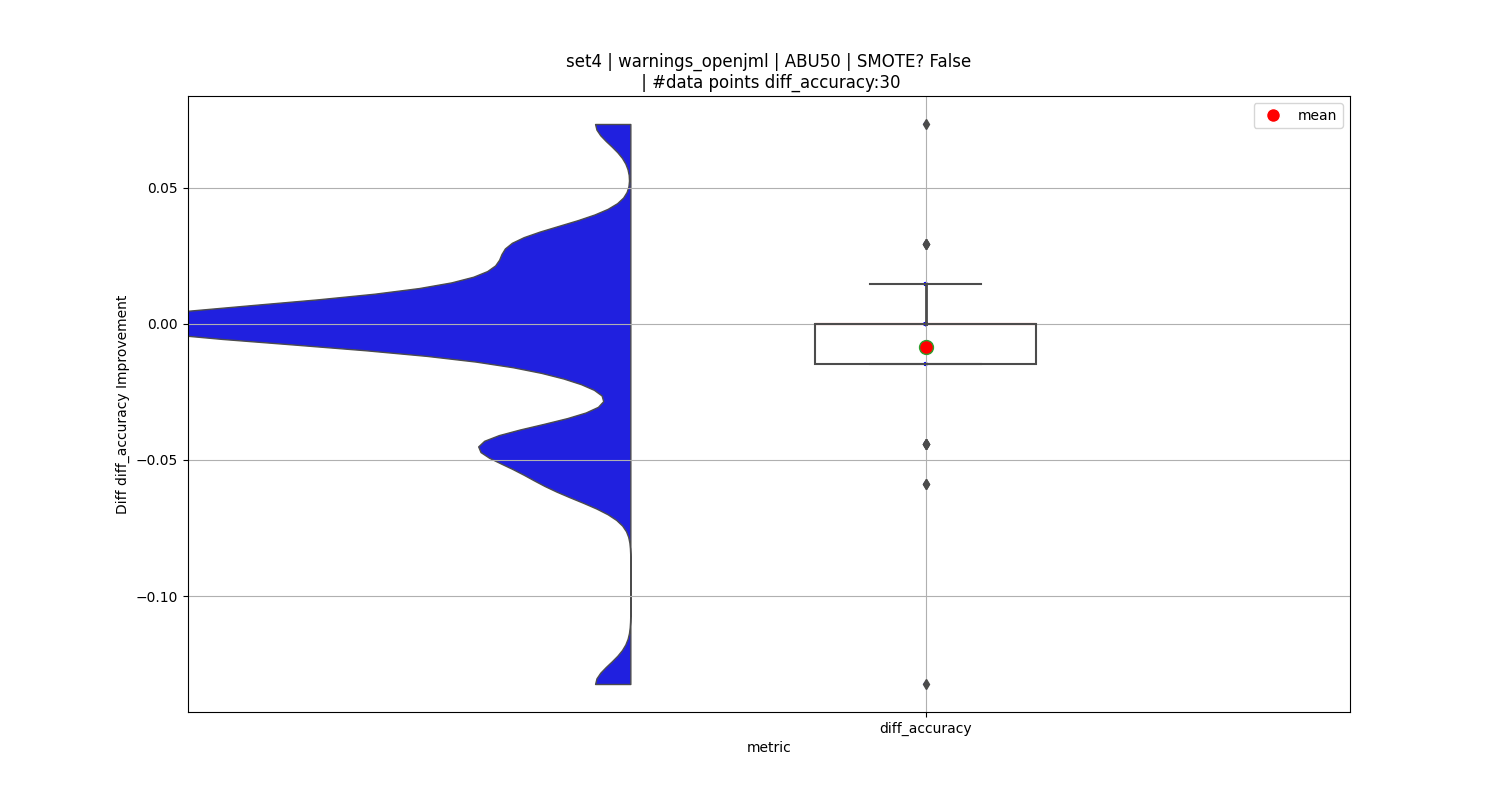 set4 | warnings_openjml | ABU50 | SMOTE? False
| #data points diff_accuracy:30
mean
0.05
0.00
−0.05
−0.10
Diff diff_accuracy Improvement
diff_accuracy
metric